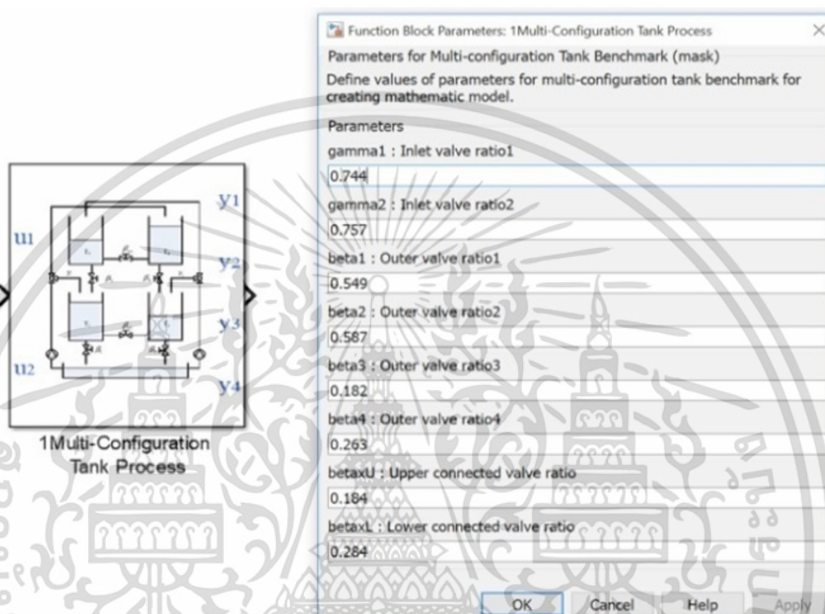 Function Block Parameters: 1Multi-Configuration Tank Process
Parameters for Multi-configuration Tank Benchmark (mask)
Define values of parameters for multi-configuration tank benchmark for
creating mathematic model.
Parameters
gamma1 : Inlet valve ratio1
0.744
gamma2 : Inlet valve ratio2
0.757
beta1 : Outer valve ratio1
0.549
beta2 : Outer valve ratio2
0.587
beta3 : Outer valve ratio3
0.182
beta4 : Outer valve ratio4
0.263
betaxU : Upper connected valve ratio
0.184
betaxL : Lower connected valve ratio
0.284
OK Cancel Help Apply
u1
u2
y1
y2
y3
y4
1Multi-Configuration
Tank Process